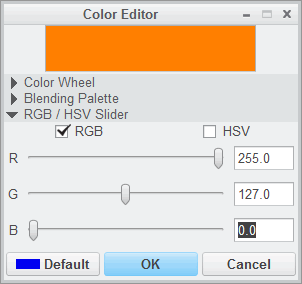 Color Editor
Color Wheel
Blending Palette
RGB / HSV Slider
RGB HSV
R 255.0
G 127.0
B 0.0
Default OK Cancel